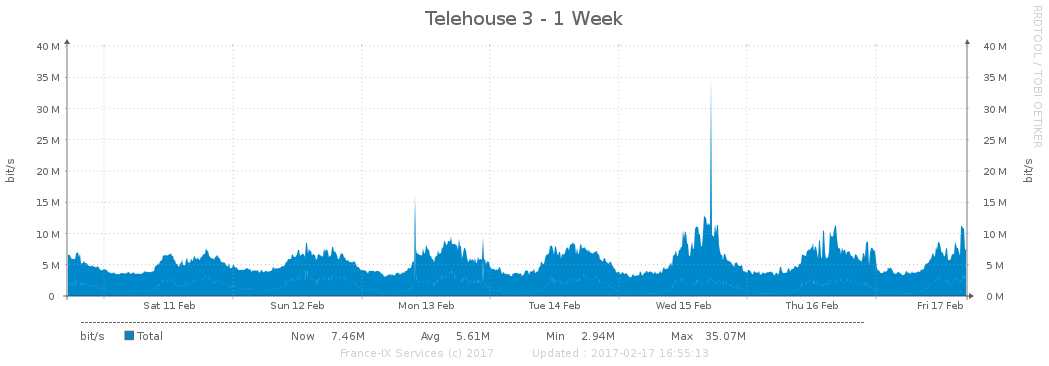 Telehouse 3 - 1 Week
RRDTOOL / TOBI OETIKER
40 M 40 M
35 M 35 M
30 M 30 M
25 M 25 M
20 M 20 M
15 M 15 M
10 M 10 M
5 M 5 M
0 0 M
bit/s bit/s
Sat 11 Feb Sun 12 Feb Mon 13 Feb Tue 14 Feb Wed 15 Feb Thu 16 Feb Fri 17 Feb
bit/s Total Now 7.46M Avg 5.61M Min 2.94M Max 35.07M
France-IX Services (c) 2017 Updated : 2017-02-17 16:55:13